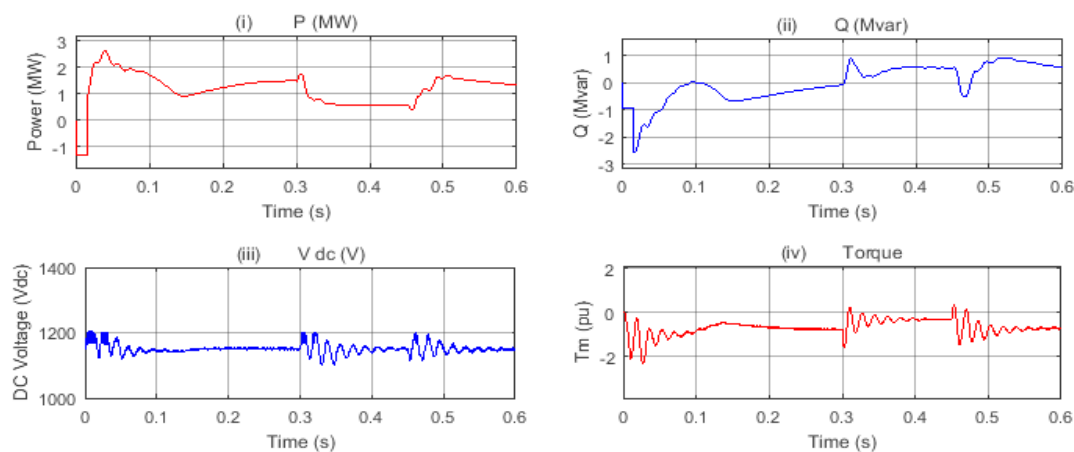 (i) P (MW)
Power (MW)
3
2
1
0
-1
0 0.1 0.2 0.3 0.4 0.5 0.6
Time (s)
(ii) Q (Mvar)
Q (Mvar)
1
0
-1
-2
-3
0 0.1 0.2 0.3 0.4 0.5 0.6
Time (s)
(iii) V dc (V)
DC Voltage (Vdc)
1400
1200
1000
0 0.1 0.2 0.3 0.4 0.5 0.6
Time (s)
(iv) Torque
Tm (pu)
2
0
-2
0 0.1 0.2 0.3 0.4 0.5 0.6
Time (s)